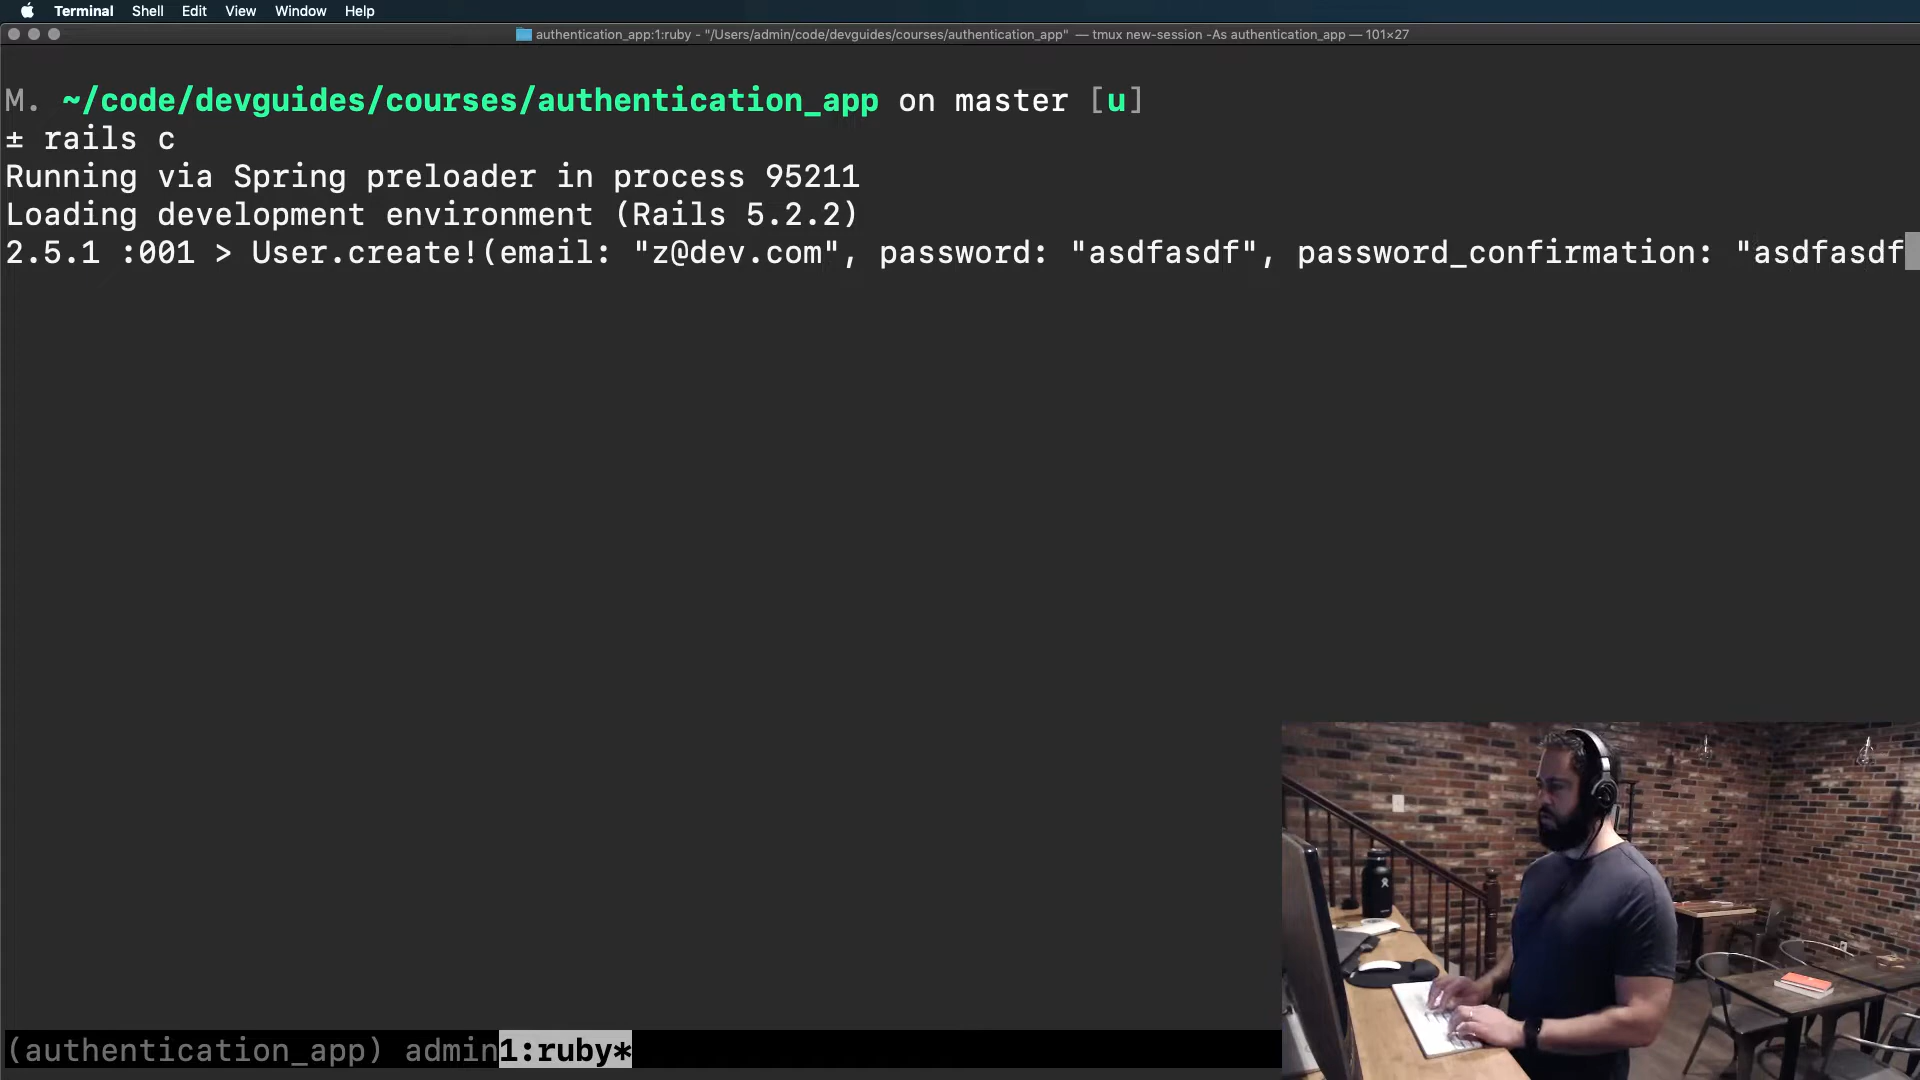 Terminal Shell Edit View Window Help
authentication_app:1:ruby - "/Users/admin/code/devguides/courses/authentication_app" — tmux new-session -As authentication_app — 101×27
M. ~/code/devguides/courses/authentication_app on master [u]
± rails c
Running via Spring preloader in process 95211
Loading development environment (Rails 5.2.2)
2.5.1 :001 > User.create!(email: "z@dev.com", password: "asdfasdf", password_confirmation: "asdfasdf
(authentication_app) admin1:ruby*